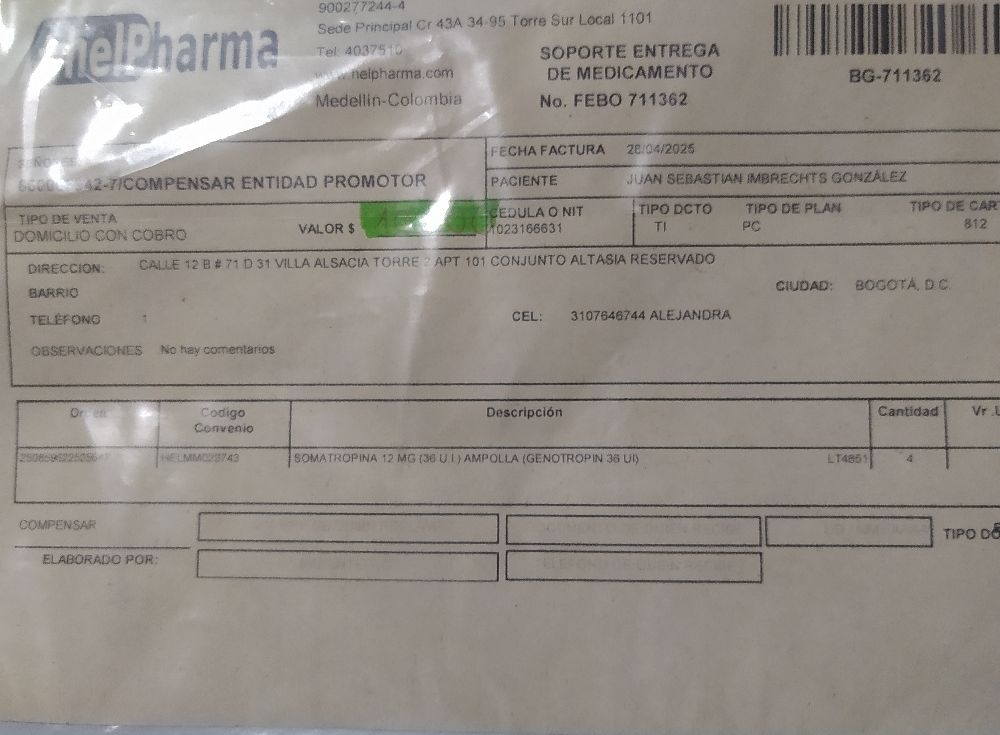 900277244-4
helPharma
Sede Principal Cr 43A 34-95 Torre Sur Local 1101
Tel: 4037510
www.helpharma.com
Medellín-Colombia
SOPORTE ENTREGA
DE MEDICAMENTO
No. FEBO 711362
BG-711362
FECHA FACTURA 28/04/2025
42-7/COMPENSAR ENTIDAD PROMOTOR
PACIENTE JUAN SEBASTIAN IMBRECHTS GONZÁLEZ
TIPO DE VENTA
DOMICILIO CON COBRO
VALOR $
CEDULA O NIT
1023166631
TIPO DCTO
TI
TIPO DE PLAN
PC
TIPO DE CAR
812
DIRECCION: CALLE 12 B # 71 D 31 VILLA ALSACIA TORRE 2 APT 101 CONJUNTO ALTASIA RESERVADO
BARRIO
CIUDAD: BOGOTÁ, D.C.
TELÉFONO 1
CEL: 3107646744 ALEJANDRA
OBSERVACIONES No hay comentarios
Orden
Codigo
Convenio
Descripción
Cantidad
Vr .U
HELMM023743
SOMATROPINA 12 MG (36 U.I.) AMPOLLA (GENOTROPIN 36 UI)
LT4851
4
COMPENSAR
TIPO DO
ELABORADO POR: